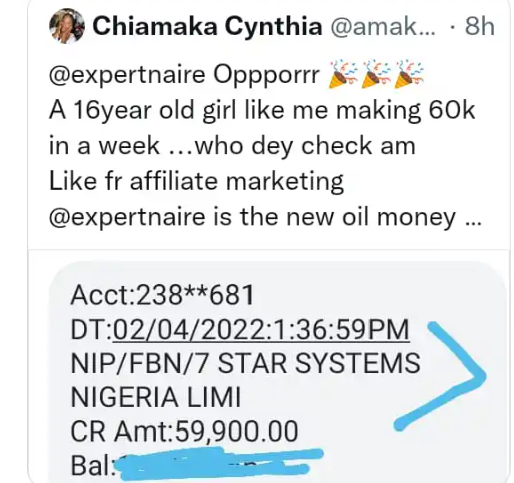 Chiamaka Cynthia @amak... · 8h
@expertnaire Oppporrr 🎉🎉🎉
A 16year old girl like me making 60k
in a week ...who dey check am
Like fr affiliate marketing
@expertnaire is the new oil money ...
Acct:238**681
DT:02/04/2022:1:36:59PM
NIP/FBN/7 STAR SYSTEMS
NIGERIA LIMI
CR Amt:59,900.00
Bal: